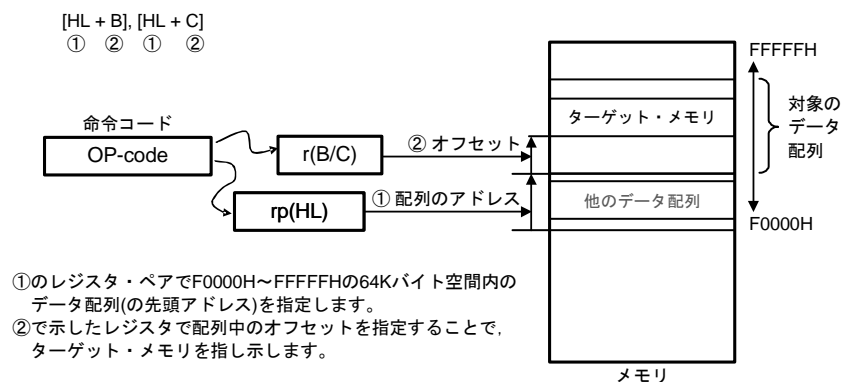 [HL + B], [HL + C]
① ② ① ②
FFFFFH
対象の
データ
配列
ターゲット・メモリ
命令コード
OP-code
r(B/C)
② オフセット
rp(HL)
① 配列のアドレス
他のデータ配列
F0000H
①のレジスタ・ペアでF0000H～FFFFFHの64Kバイト空間内の
データ配列(の先頭アドレス)を指定します。
②で示したレジスタで配列中のオフセットを指定することで，
ターゲット・メモリを指し示します。
メモリ